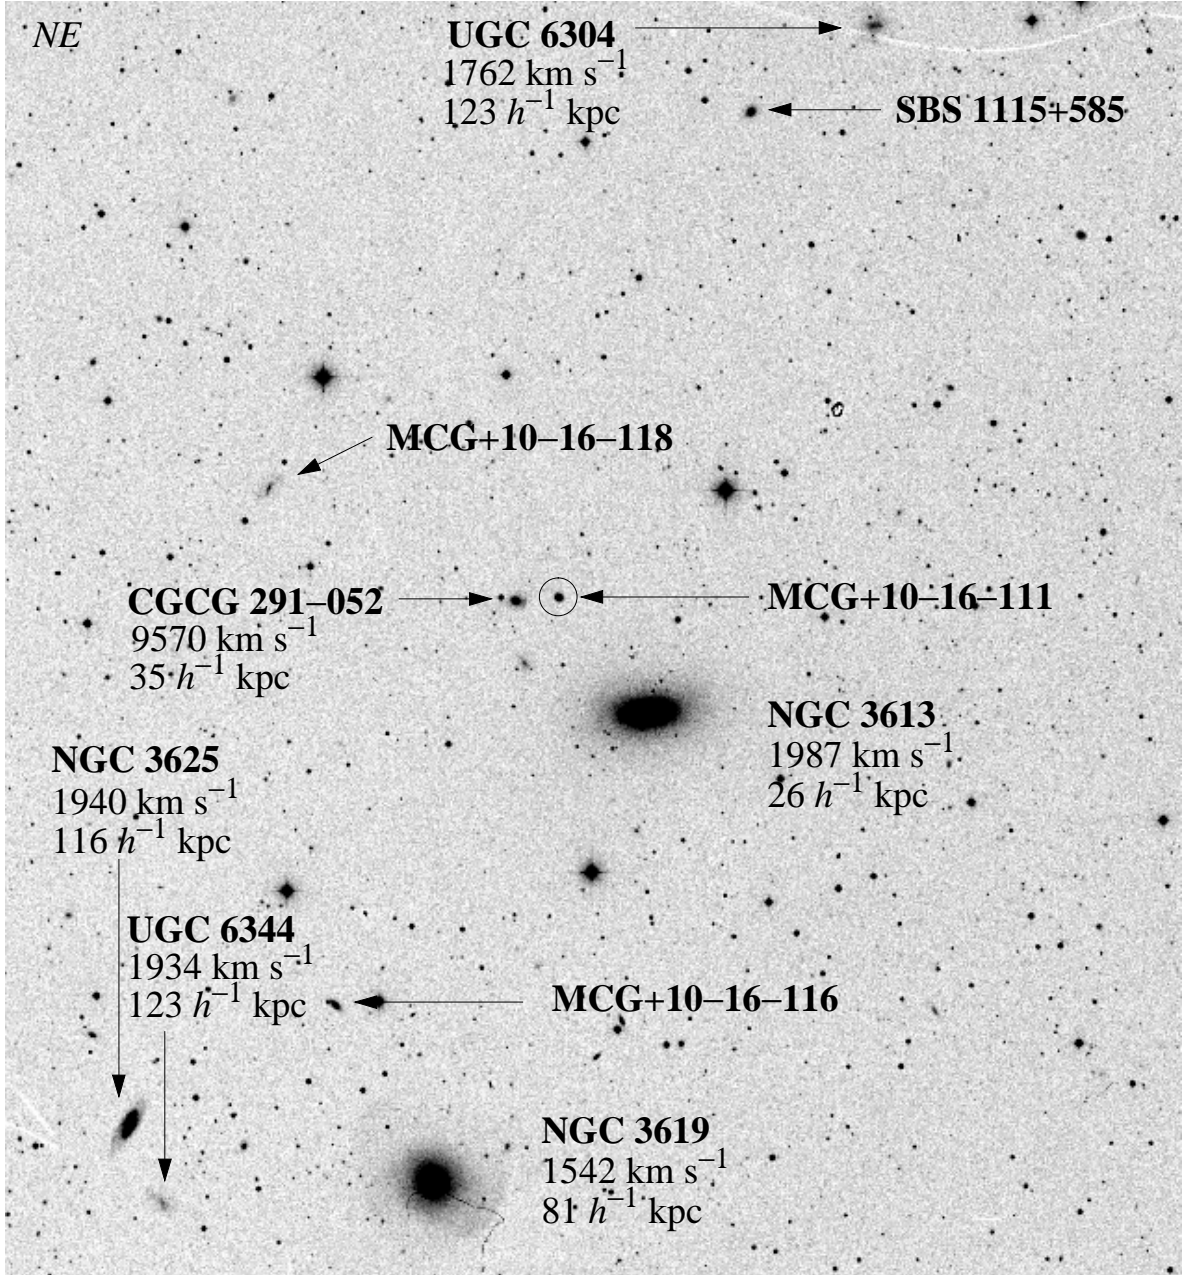 NE
UGC 6304
1762 km s−1
123 h−1 kpc
SBS 1115+585
MCG+10−16−118
CGCG 291−052
9570 km s−1
35 h−1 kpc
MCG+10−16−111
NGC 3613
1987 km s−1
26 h−1 kpc
NGC 3625
1940 km s−1
116 h−1 kpc
UGC 6344
1934 km s−1
123 h−1 kpc
MCG+10−16−116
NGC 3619
1542 km s−1
81 h−1 kpc